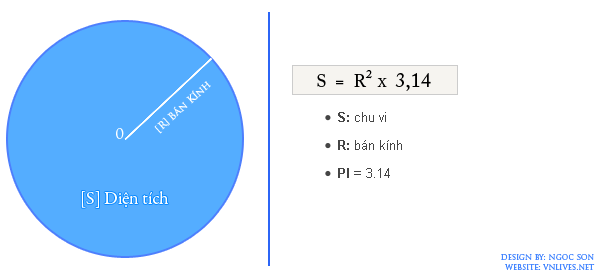 0
[R] BÁN KÍNH
[S] Diện tích
S = R² x 3,14
S: chu vi
R: bán kính
PI = 3.14
DESIGN BY: NGOC SON
WEBSITE: VNLIVES.NET